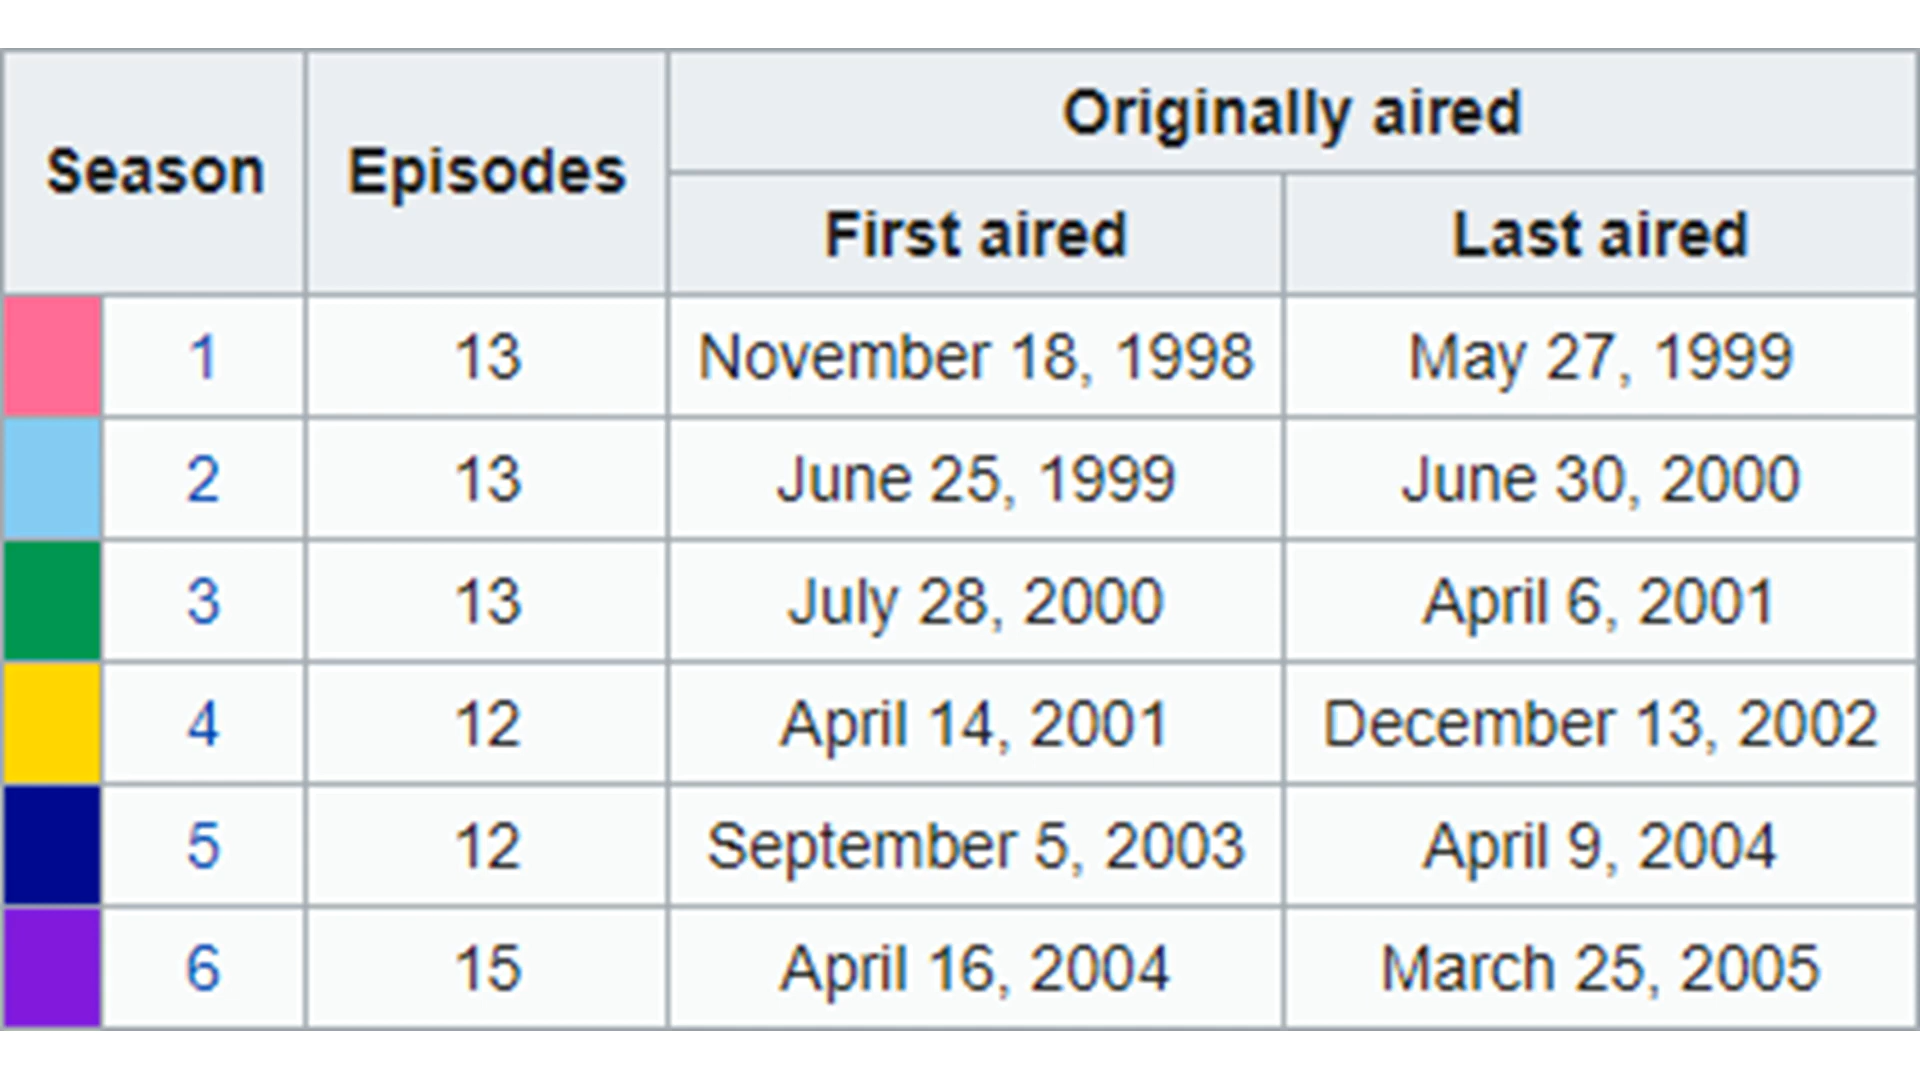 Season Episodes Originally aired
First aired Last aired
1 13 November 18, 1998 May 27, 1999
2 13 June 25, 1999 June 30, 2000
3 13 July 28, 2000 April 6, 2001
4 12 April 14, 2001 December 13, 2002
5 12 September 5, 2003 April 9, 2004
6 15 April 16, 2004 March 25, 2005